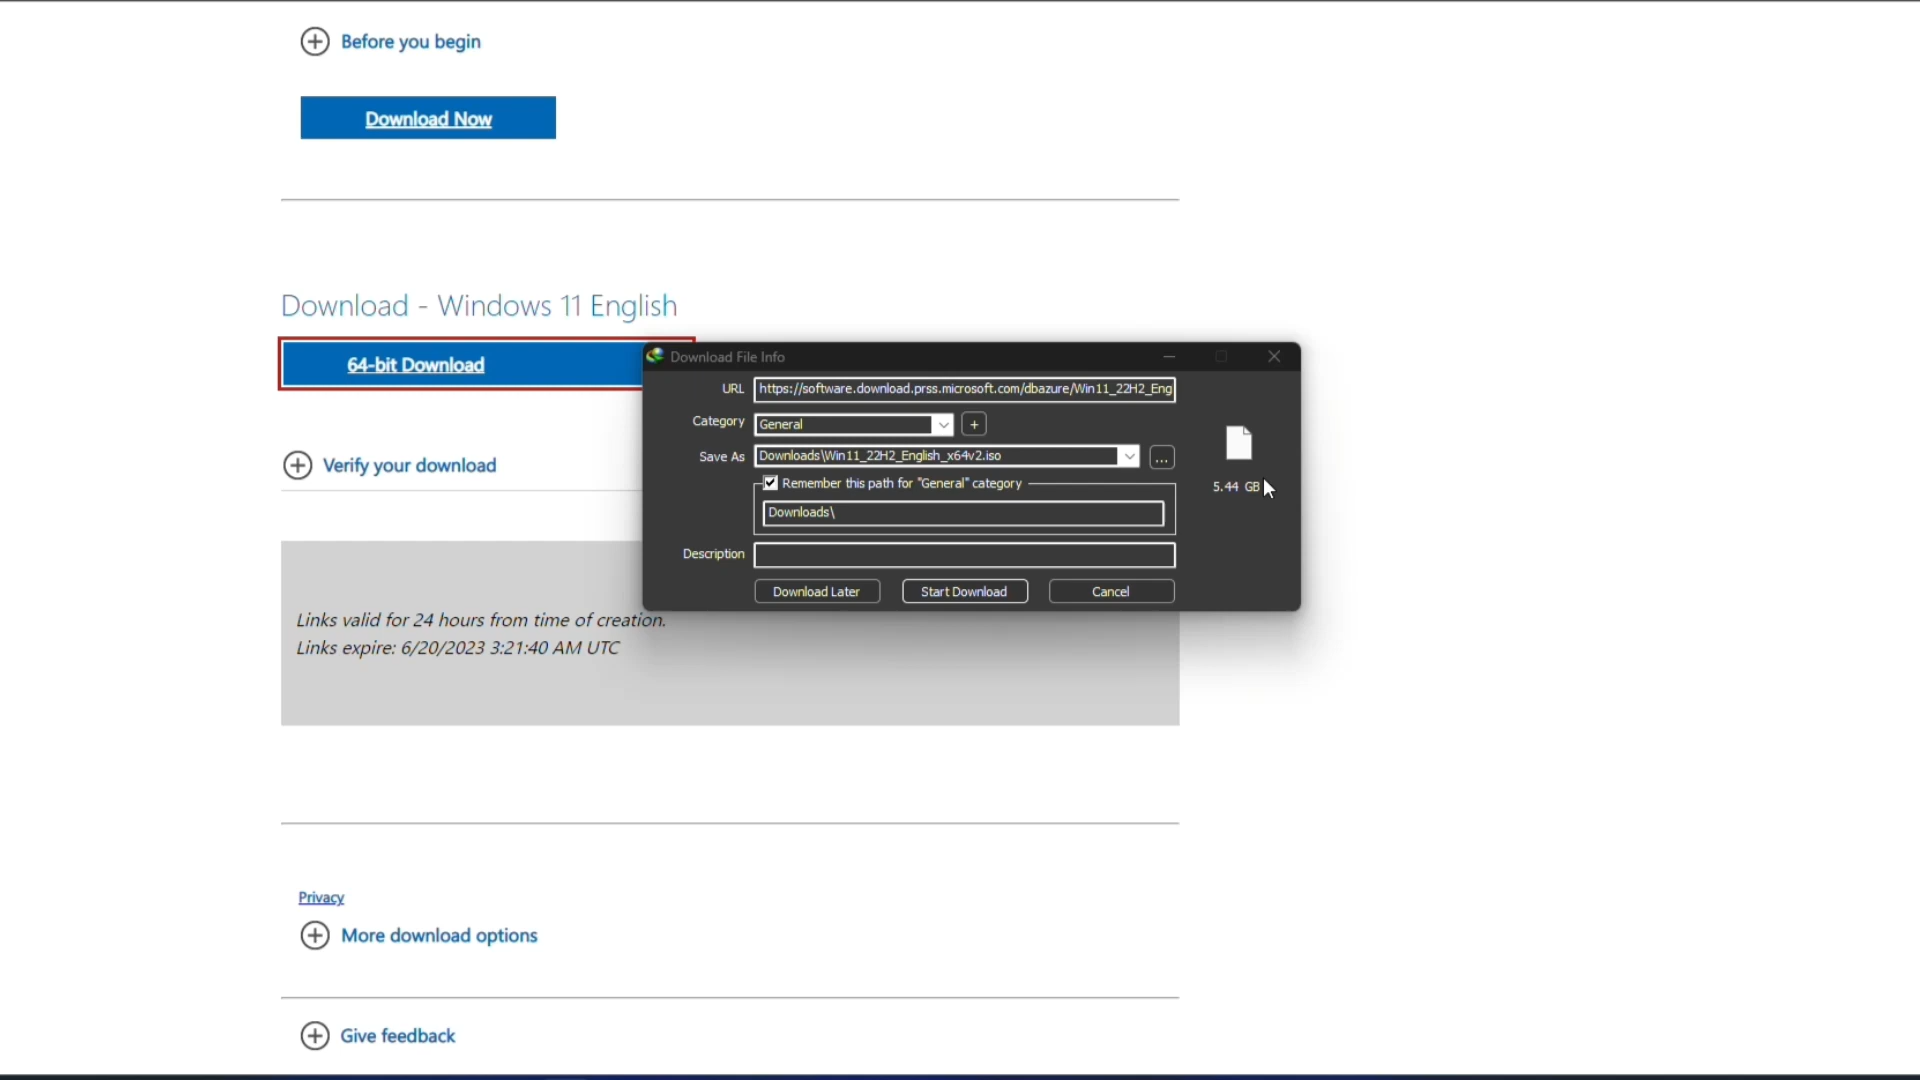 Before you begin
Download Now
Download - Windows 11 English
64-bit Download
Verify your download
Links valid for 24 hours from time of creation.
Links expire: 6/20/2023 3:21:40 AM UTC
Download File Info
URL https://software.download.prss.microsoft.com/dbazure/Win11_22H2_Eng
Category General +
Save As Downloads\Win11_22H2_English_x64v2.iso ...
Remember this path for "General" category
Downloads\
5.44 GB
Description
Download Later Start Download Cancel
Privacy
More download options
Give feedback